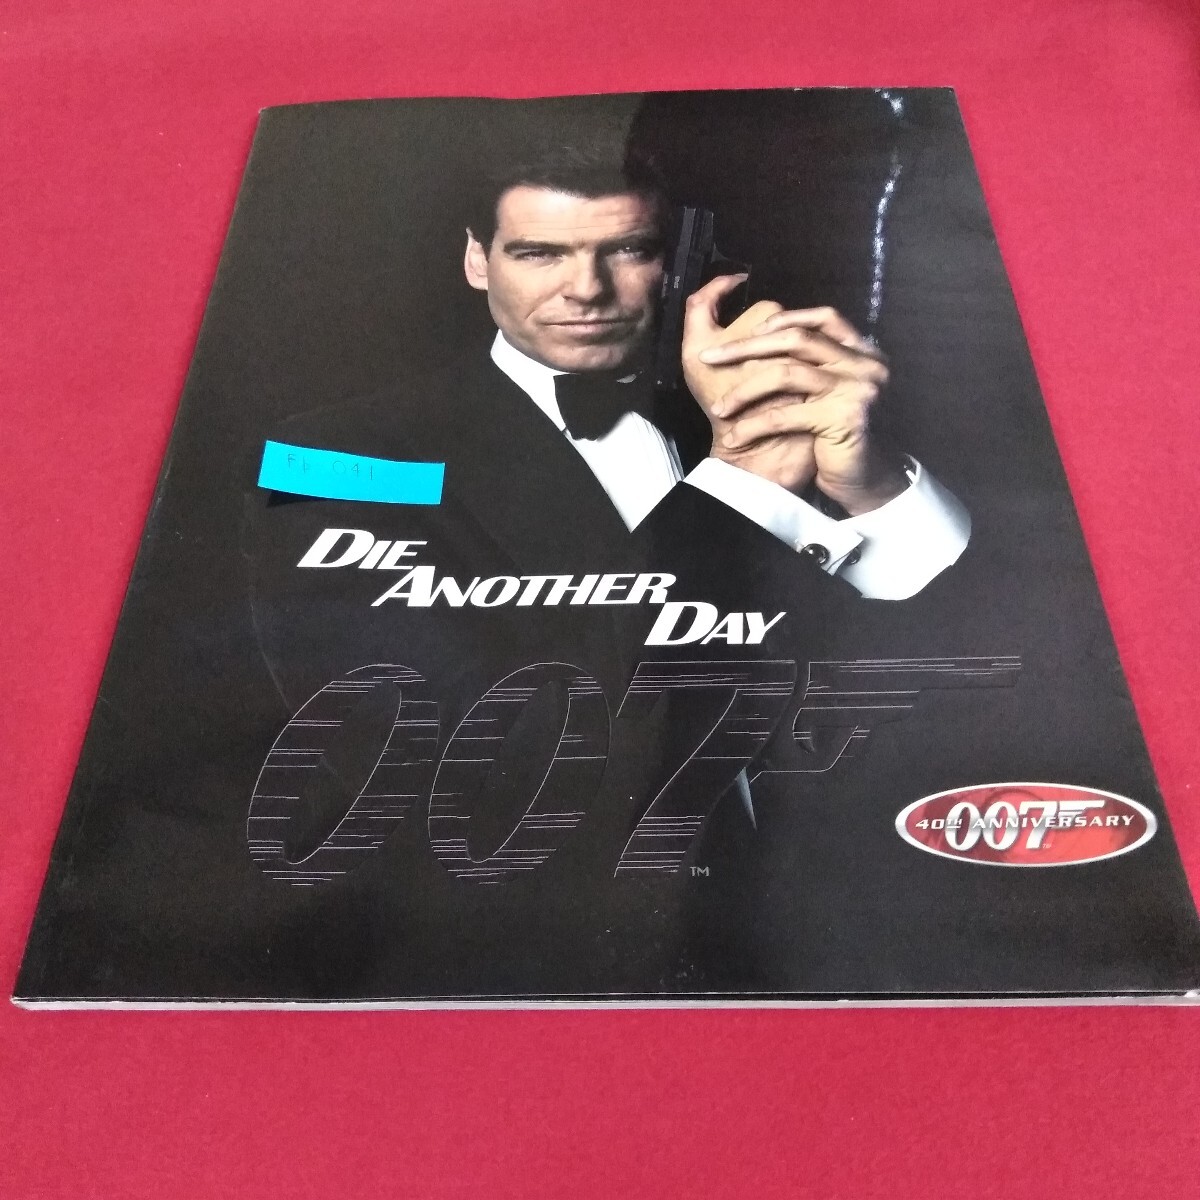 Fb 041
DIE
ANOTHER
DAY
007
TM
40TH ANNIVERSARY
007